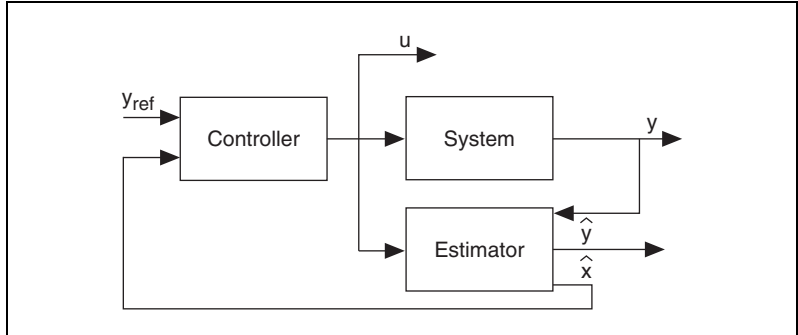 u
y_ref
Controller
System
y
Estimator
ŷ
x̂